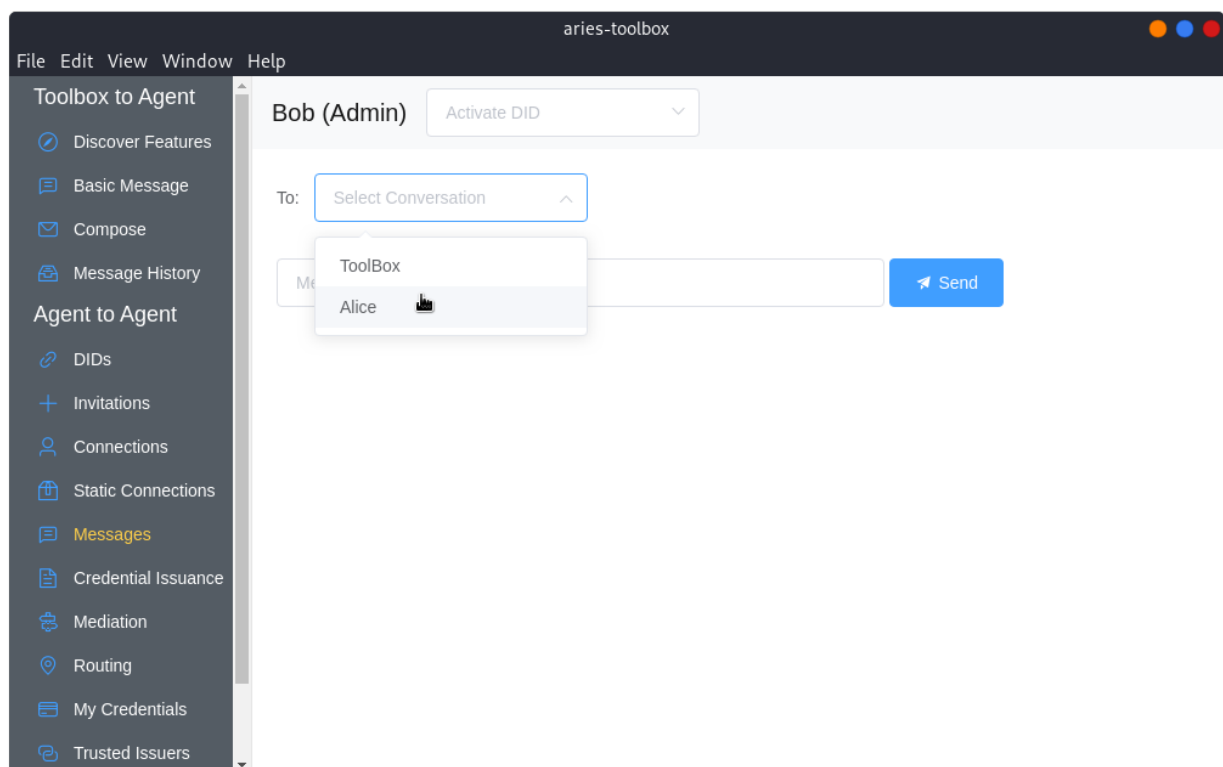 aries-toolbox
File Edit View Window Help
Toolbox to Agent
Discover Features
Basic Message
Compose
Message History
Agent to Agent
DIDs
Invitations
Connections
Static Connections
Messages
Credential Issuance
Mediation
Routing
My Credentials
Trusted Issuers
Bob (Admin) Activate DID
To: Select Conversation
ToolBox
Alice
Send